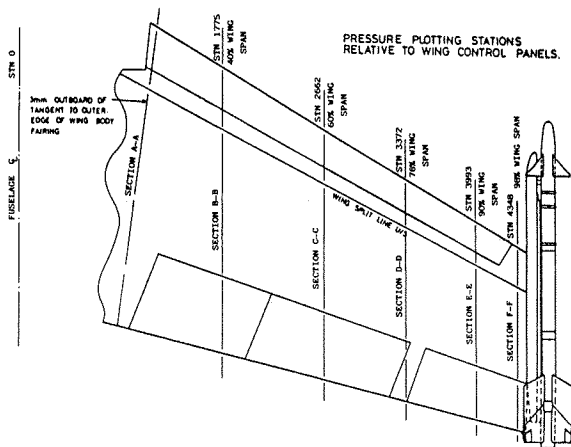 PRESSURE PLOTTING STATIONS
RELATIVE TO WING CONTROL PANELS.
STN 0
FUSELAGE ℄
3mm OUTBOARD OF
TANGENT TO OUTER
EDGE OF WING BODY
FAIRING
SECTION A-A
STN 1775
40% WING
SPAN
SECTION B-B
STN 2662
60% WING
SPAN
SECTION C-C
STN 3372
76% WING
SPAN
SECTION D-D
STN 3993
90% WING
SPAN
SECTION E-E
STN 4348
98% WING SPAN
SECTION F-F
WING SPLIT LINE U/S